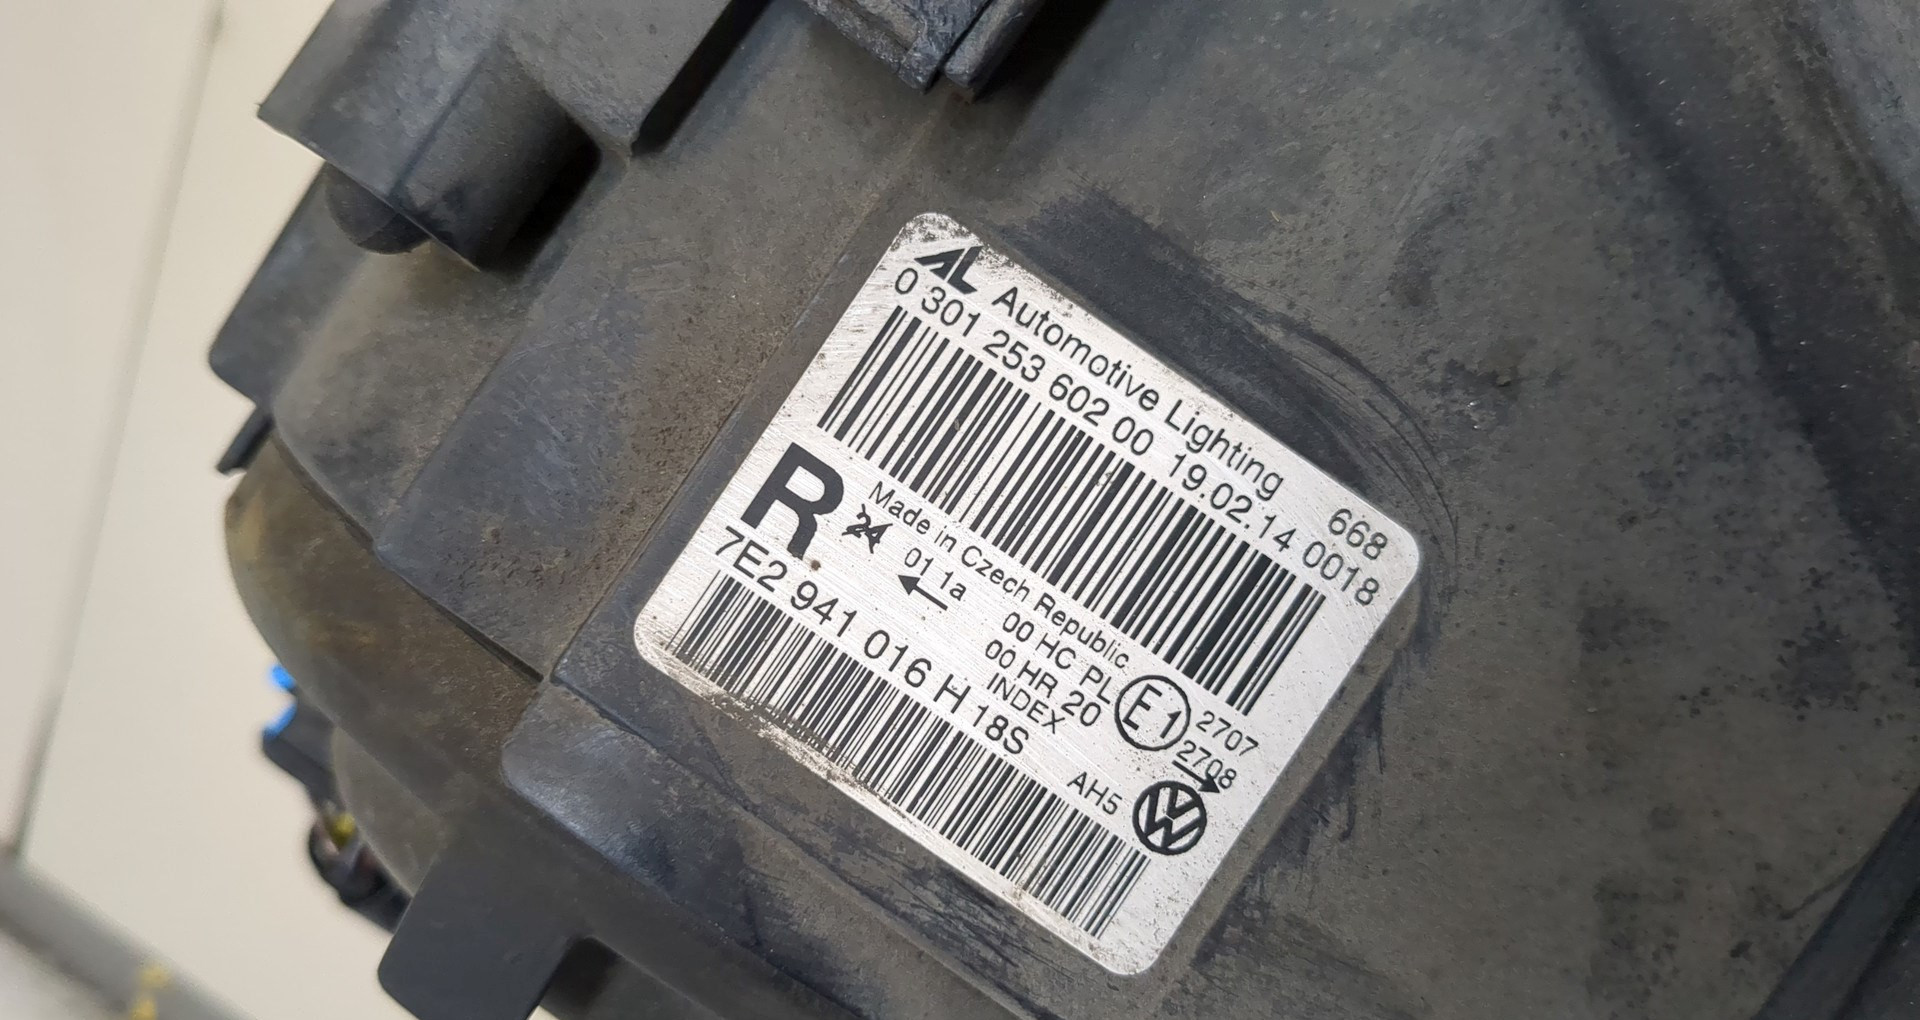 AL Automotive Lighting 668
0 301 253 602 00 19.02.14 0018
R Made in Czech Republic
24 01 1a 00 HC PL E1 2707
00 HR 20 2708
INDEX
7E2 941 016 H 18S AH5 VW